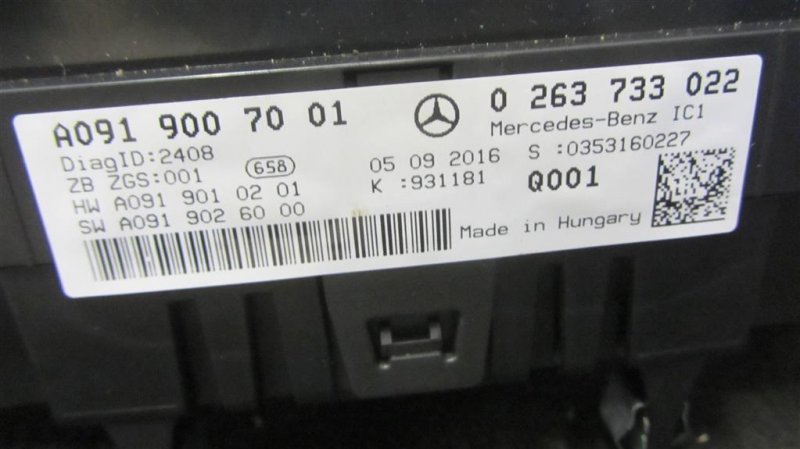 A091 900 70 01 0 263 733 022
Mercedes-Benz IC1
DiagID:2408 658 05 09 2016 S :0353160227
ZB ZGS:001 K :931181 Q001
HW A091 901 02 01
SW A091 902 60 00
Made in Hungary